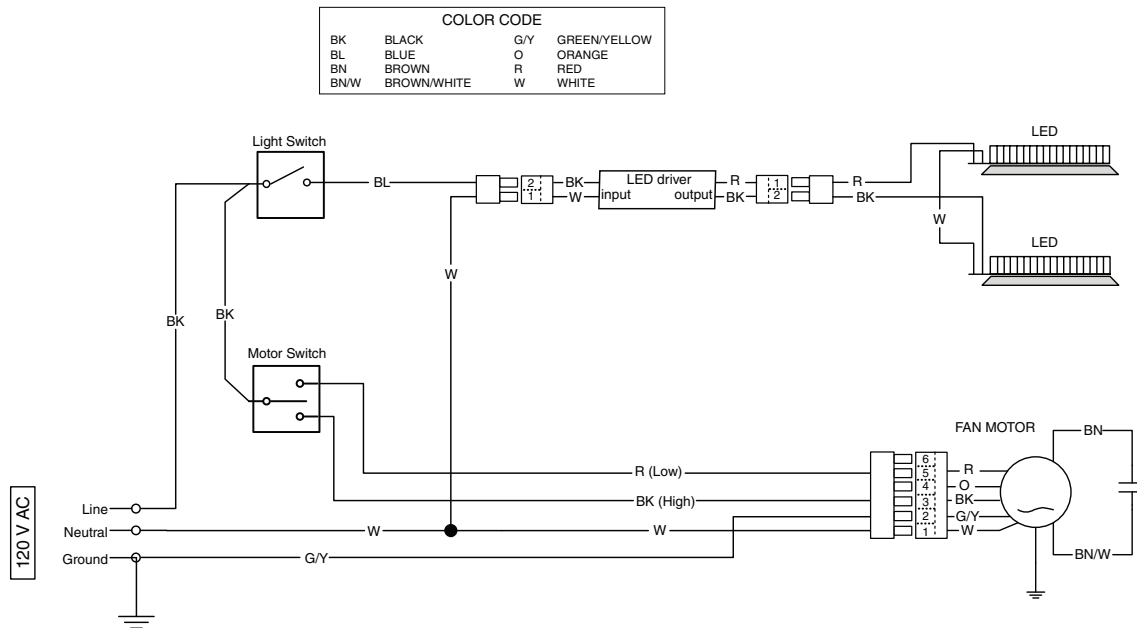 COLOR CODE
BK BLACK G/Y GREEN/YELLOW
BL BLUE O ORANGE
BN BROWN R RED
BN/W BROWN/WHITE W WHITE
Light Switch
LED
BL
2
1
BK
W
LED driver
input output
R
BK
1
2
R
BK
W
LED
W
BK
BK
Motor Switch
FAN MOTOR
BN
R (Low)
BK (High)
6
5
4
3
2
1
R
O
BK
G/Y
W
BN/W
120 V AC
Line
Neutral
W
W
Ground
G/Y